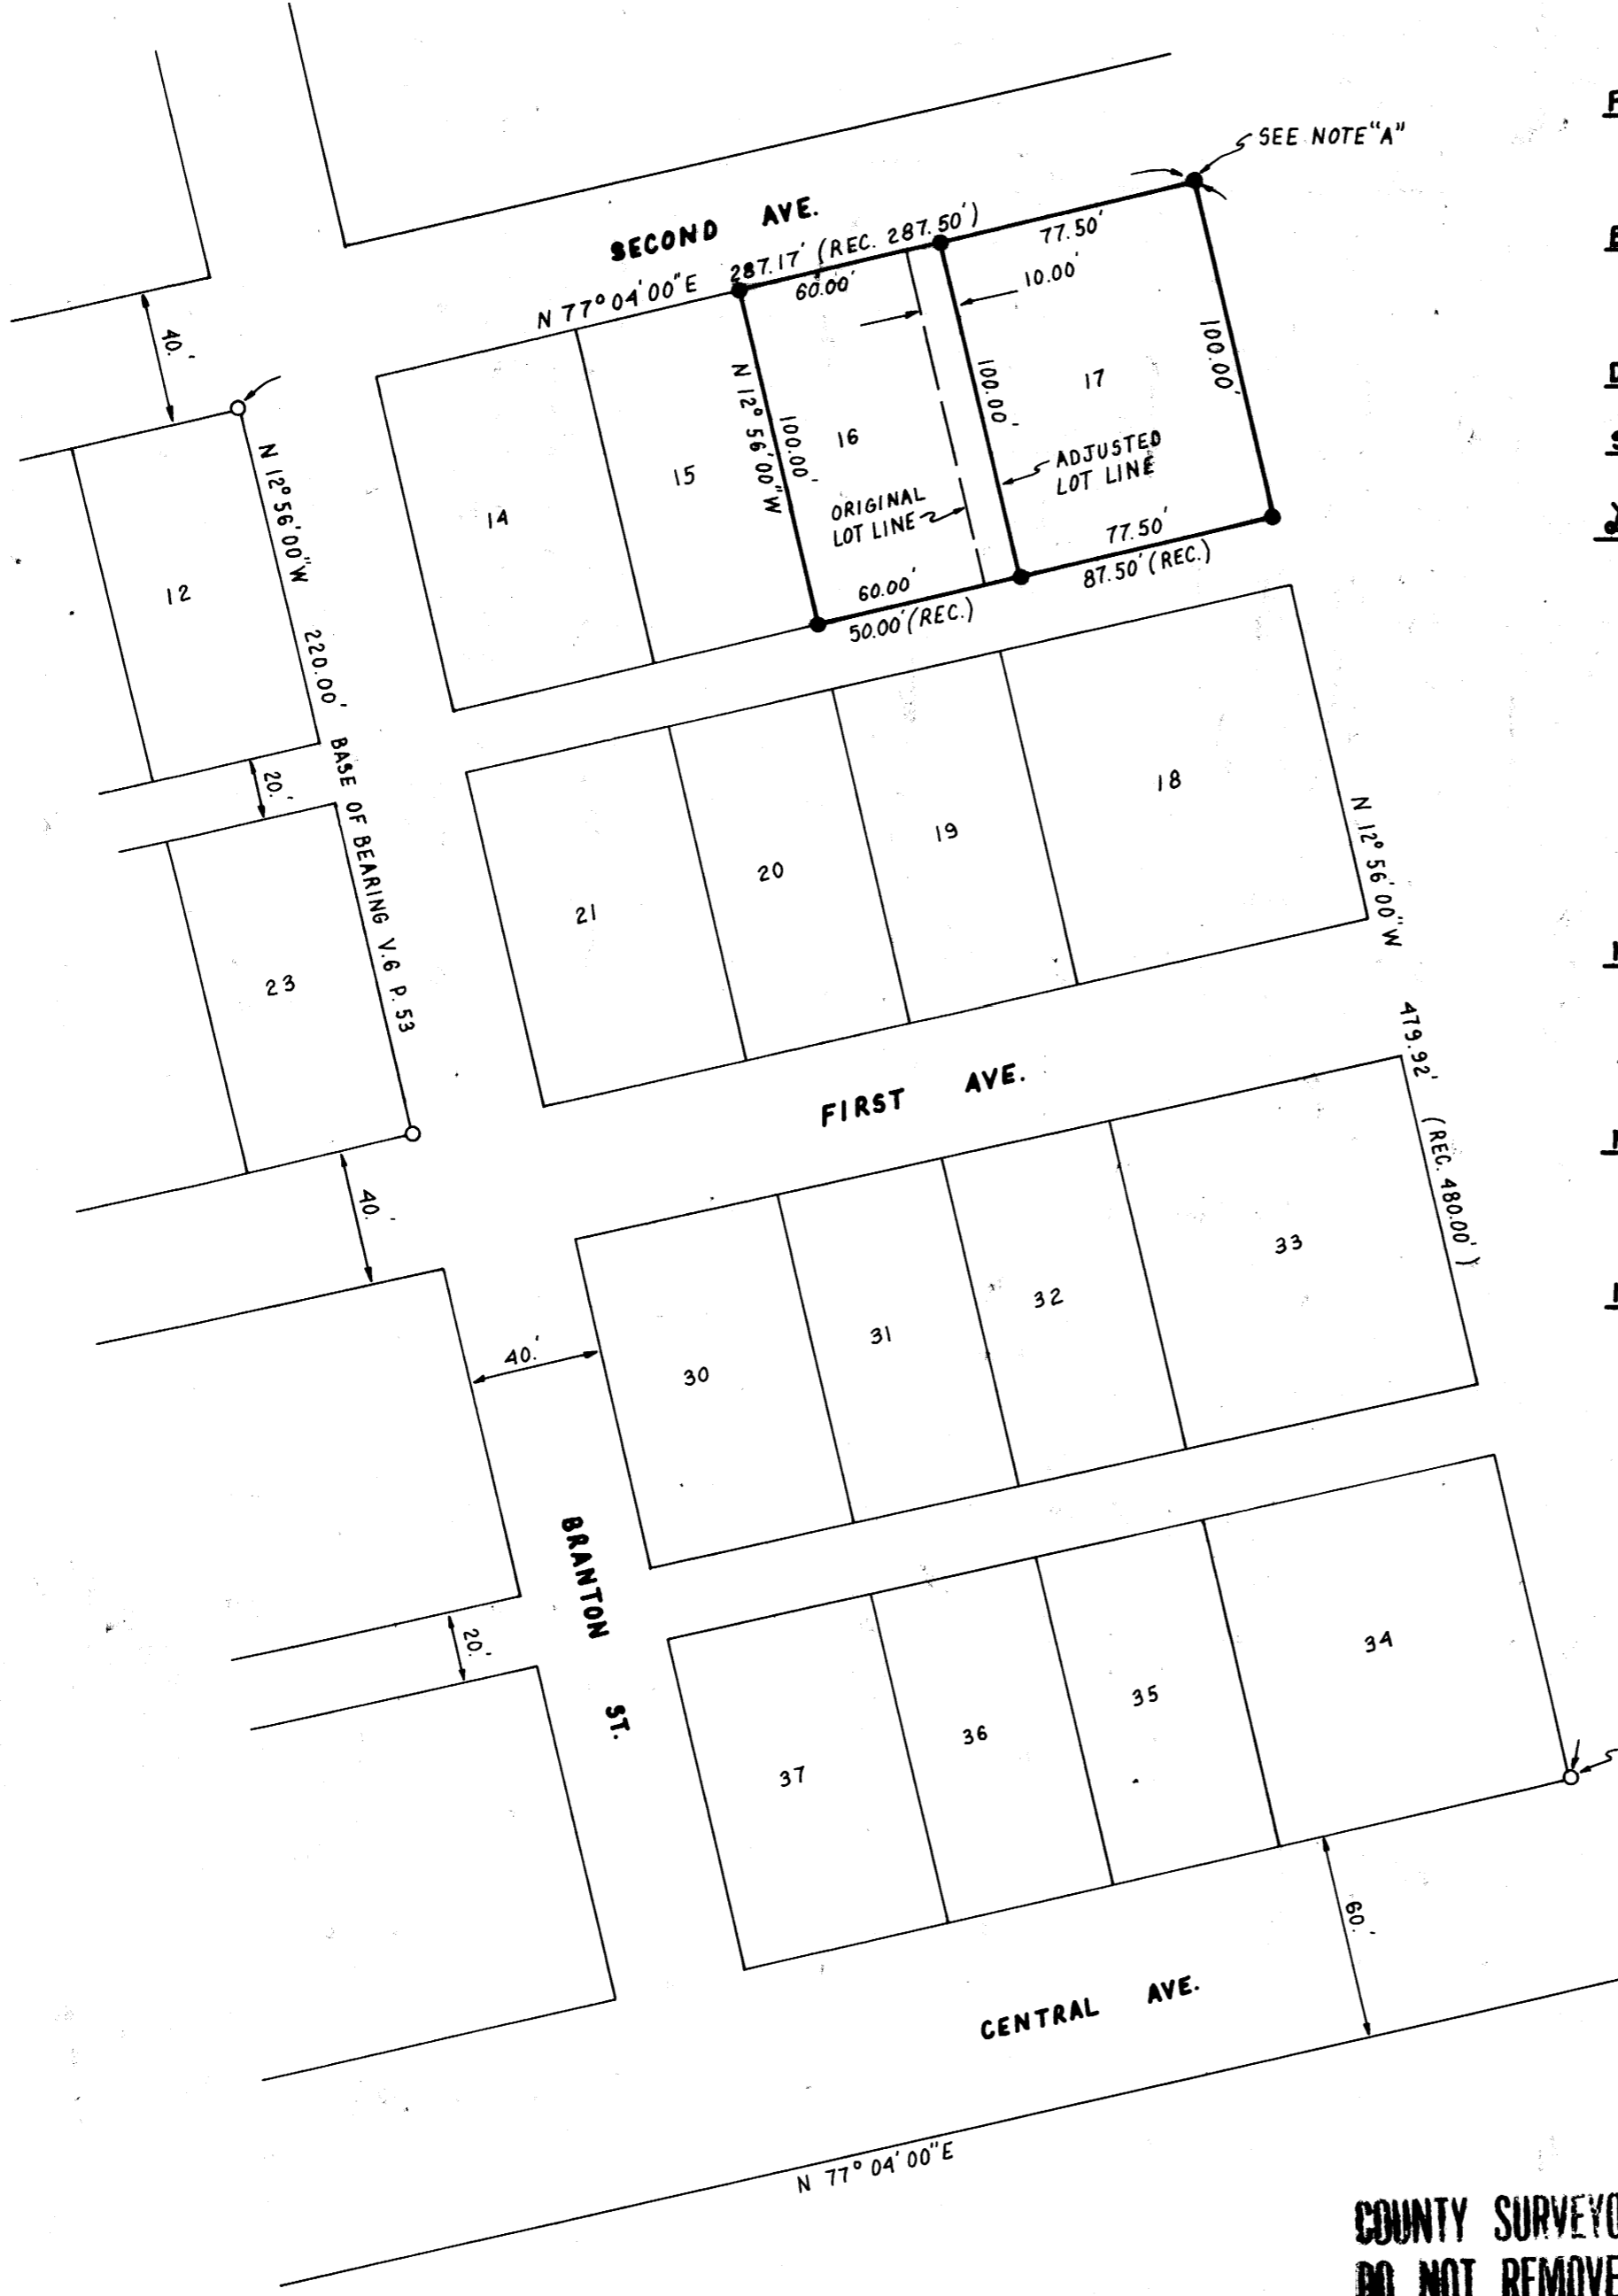 SEE NOTE "A"
SECOND AVE.
N 77° 04' 00" E
287.17' (REC. 287.50')
60.00'
77.50'
10.00'
40.'
N 12° 56' 00" W
220.00'
BASE OF BEARING V.6 P. 53
12
14
15
N 12° 56' 00" W
100.00'
16
ORIGINAL
LOT LINE
100.00'
17
ADJUSTED
LOT LINE
100.00'
60.00'
50.00' (REC.)
77.50'
87.50' (REC.)
20.'
23
21
20
19
18
N 12° 56' 00" W
479.92' (REC. 480.00')
FIRST AVE.
40.'
40.'
30
31
32
33
BRANTON ST.
20.'
37
36
35
34
60.'
CENTRAL AVE.
N 77° 04' 00" E
COUNTY SURVEYO
DO NOT REMOVE